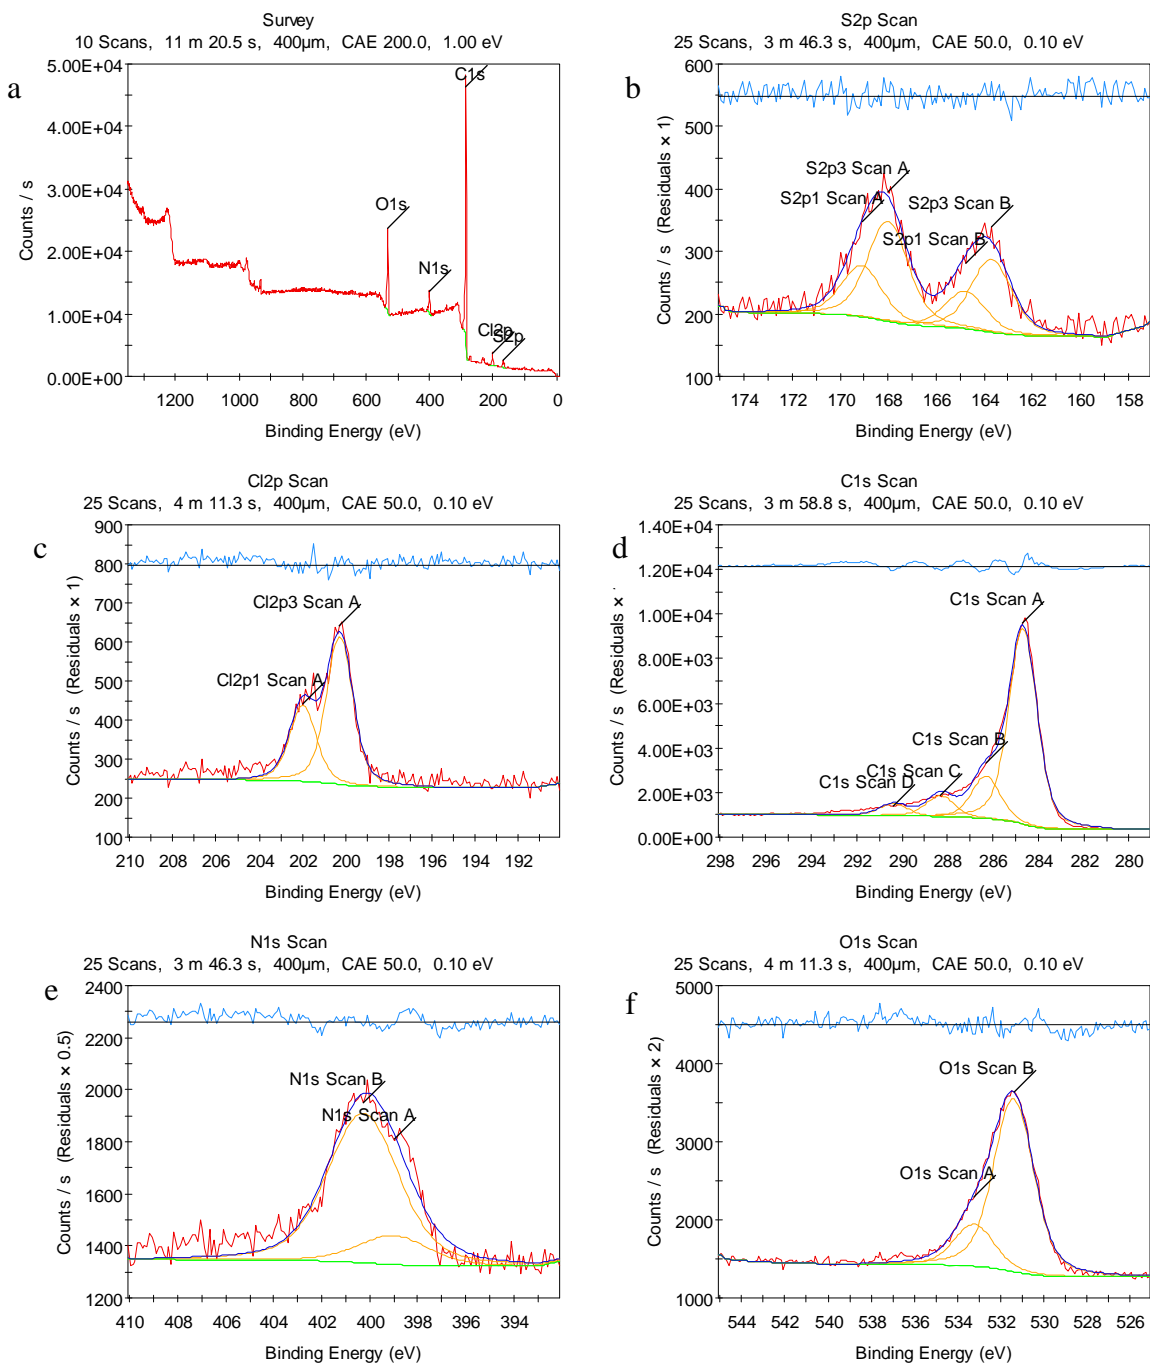 Survey
10 Scans, 11 m 20.5 s, 400µm, CAE 200.0, 1.00 eV
a
5.00E+04
4.00E+04
3.00E+04
2.00E+04
1.00E+04
0.00E+00
Counts / s
C1s
O1s
N1s
Cl2p
S2p
1200 1000 800 600 400 200 0
Binding Energy (eV)
S2p Scan
25 Scans, 3 m 46.3 s, 400µm, CAE 50.0, 0.10 eV
b
600
500
400
300
200
100
Counts / s (Residuals × 1)
S2p3 Scan A
S2p1 Scan A
S2p3 Scan B
S2p1 Scan B
174 172 170 168 166 164 162 160 158
Binding Energy (eV)
Cl2p Scan
25 Scans, 4 m 11.3 s, 400µm, CAE 50.0, 0.10 eV
c
900
800
700
600
500
400
300
200
100
Counts / s (Residuals × 1)
Cl2p3 Scan A
Cl2p1 Scan A
210 208 206 204 202 200 198 196 194 192
Binding Energy (eV)
C1s Scan
25 Scans, 3 m 58.8 s, 400µm, CAE 50.0, 0.10 eV
d
1.40E+04
1.20E+04
1.00E+04
8.00E+03
6.00E+03
4.00E+03
2.00E+03
0.00E+00
Counts / s (Residuals ×
C1s Scan A
C1s Scan B
C1s Scan C
C1s Scan D
298 296 294 292 290 288 286 284 282 280
Binding Energy (eV)
N1s Scan
25 Scans, 3 m 46.3 s, 400µm, CAE 50.0, 0.10 eV
e
2400
2200
2000
1800
1600
1400
1200
Counts / s (Residuals × 0.5)
N1s Scan B
N1s Scan A
410 408 406 404 402 400 398 396 394
Binding Energy (eV)
O1s Scan
25 Scans, 4 m 11.3 s, 400µm, CAE 50.0, 0.10 eV
f
5000
4000
3000
2000
1000
Counts / s (Residuals × 2)
O1s Scan B
O1s Scan A
544 542 540 538 536 534 532 530 528 526
Binding Energy (eV)